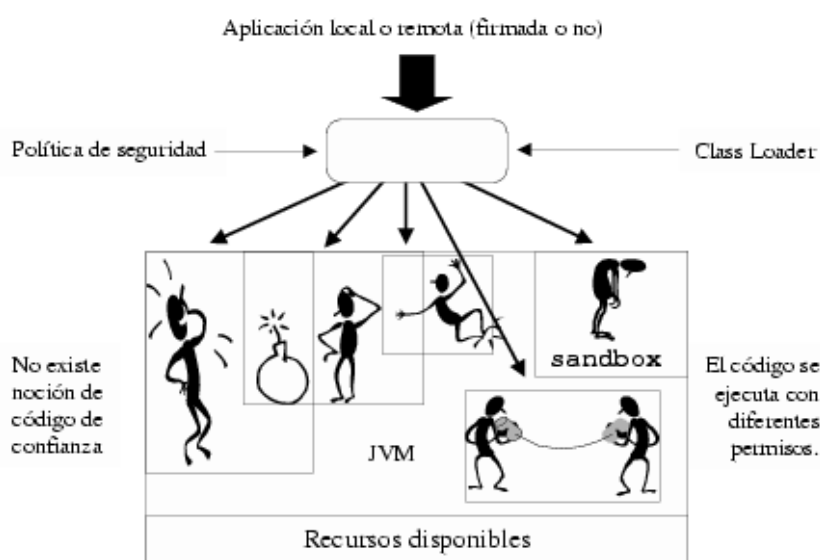 Aplicación local o remota (firmada o no)
Política de seguridad
Class Loader
sandbox
No existe
noción de
código de
confianza
El código se
ejecuta con
diferentes
permisos.
JVM
Recursos disponibles